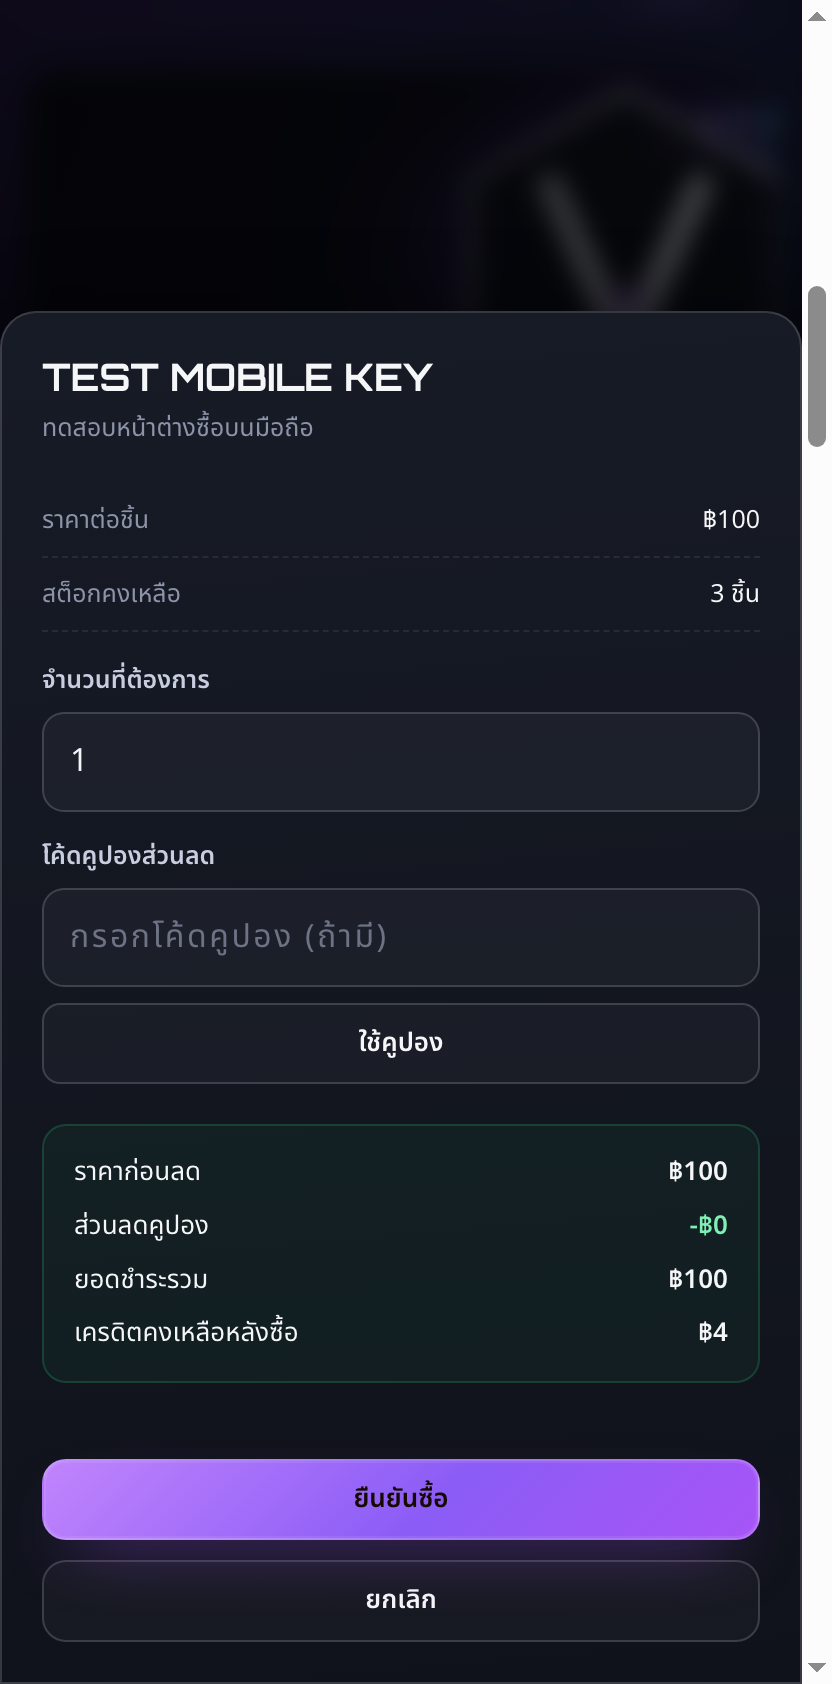 TEST MOBILE KEY
ทดสอบหน้าต่างซื้อบนมือถือ
ราคาต่อชิ้น ฿100
สต็อกคงเหลือ 3 ชิ้น
จำนวนที่ต้องการ
1
โค้ดคูปองส่วนลด
กรอกโค้ดคูปอง (ถ้ามี)
ใช้คูปอง
ราคาก่อนลด ฿100
ส่วนลดคูปอง -฿0
ยอดชำระรวม ฿100
เครดิตคงเหลือหลังซื้อ ฿4
ยืนยันซื้อ
ยกเลิก